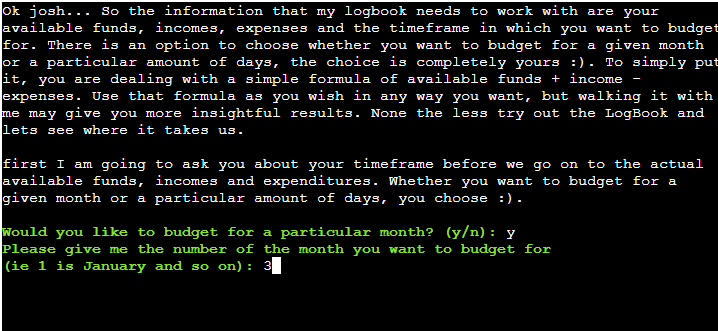 Ok josh... So the information that my logbook needs to work with are your
available funds, incomes, expenses and the timeframe in which you want to budget
for. There is an option to choose whether you want to budget for a given month
or a particular amount of days, the choice is completely yours :). To simply put
it, you are dealing with a simple formula of available funds + income -
expenses. Use that formula as you wish in any way you want, but walking it with
me may give you more insightful results. None the less try out the LogBook and
lets see where it takes us.

first I am going to ask you about your timeframe before we go on to the actual
available funds, incomes and expenditures. Whether you want to budget for a
given month or a particular amount of days, you choose :).

Would you like to budget for a particular month? (y/n): y
Please give me the number of the month you want to budget for
(ie 1 is January and so on): 3